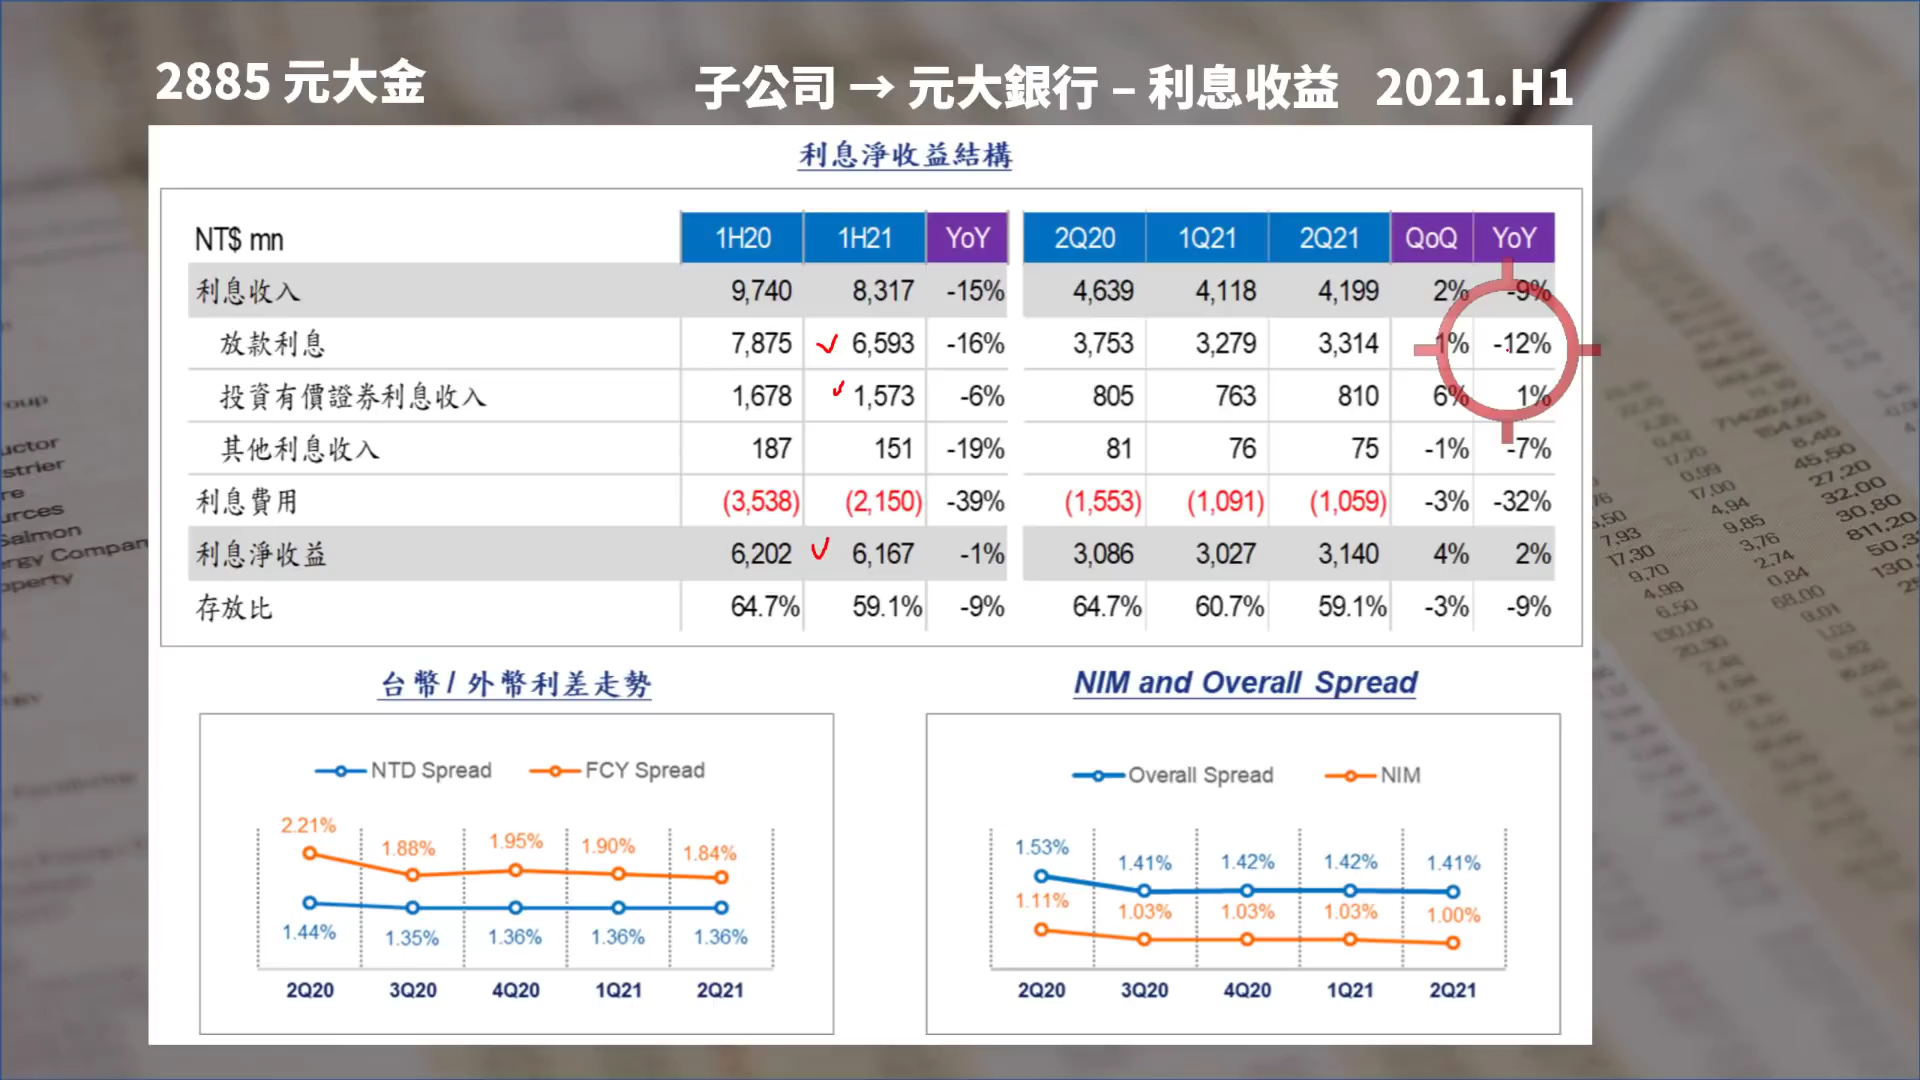 2885 元大金
子公司 → 元大銀行 – 利息收益 2021.H1
利息淨收益結構
NT$ mn 1H20 1H21 YoY 2Q20 1Q21 2Q21 QoQ YoY
利息收入 9,740 8,317 -15% 4,639 4,118 4,199 2% -9%
放款利息 7,875 6,593 -16% 3,753 3,279 3,314 1% -12%
投資有價證券利息收入 1,678 1,573 -6% 805 763 810 6% 1%
其他利息收入 187 151 -19% 81 76 75 -1% -7%
利息費用 (3,538) (2,150) -39% (1,553) (1,091) (1,059) -3% -32%
利息淨收益 6,202 6,167 -1% 3,086 3,027 3,140 4% 2%
存放比 64.7% 59.1% -9% 64.7% 60.7% 59.1% -3% -9%
台幣 / 外幣利差走勢
NTD Spread FCY Spread
2.21% 1.88% 1.95% 1.90% 1.84%
1.44% 1.35% 1.36% 1.36% 1.36%
2Q20 3Q20 4Q20 1Q21 2Q21
NIM and Overall Spread
Overall Spread NIM
1.53% 1.41% 1.42% 1.42% 1.41%
1.11% 1.03% 1.03% 1.03% 1.00%
2Q20 3Q20 4Q20 1Q21 2Q21